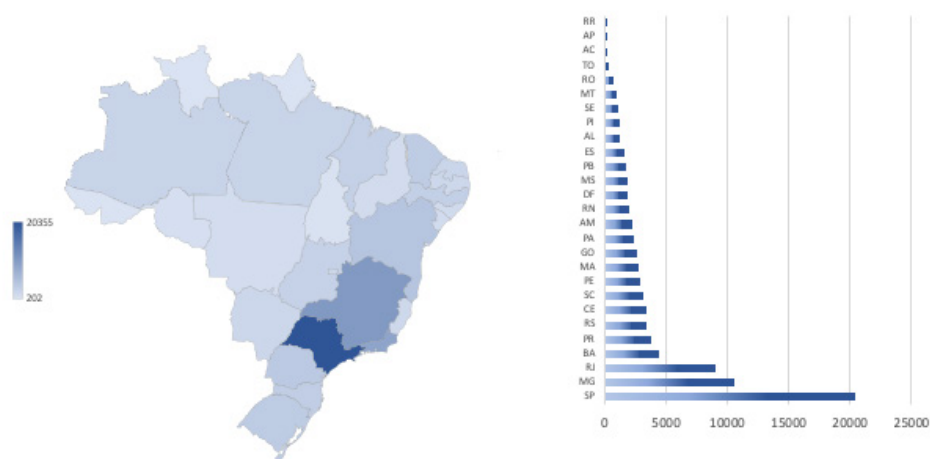 20355
202
RR
AP
AC
TO
RO
MT
SE
PI
AL
ES
PB
MS
DF
RN
AM
PA
GO
MA
PE
SC
CE
RS
PR
BA
RJ
MG
SP
0 5000 10000 15000 20000 25000